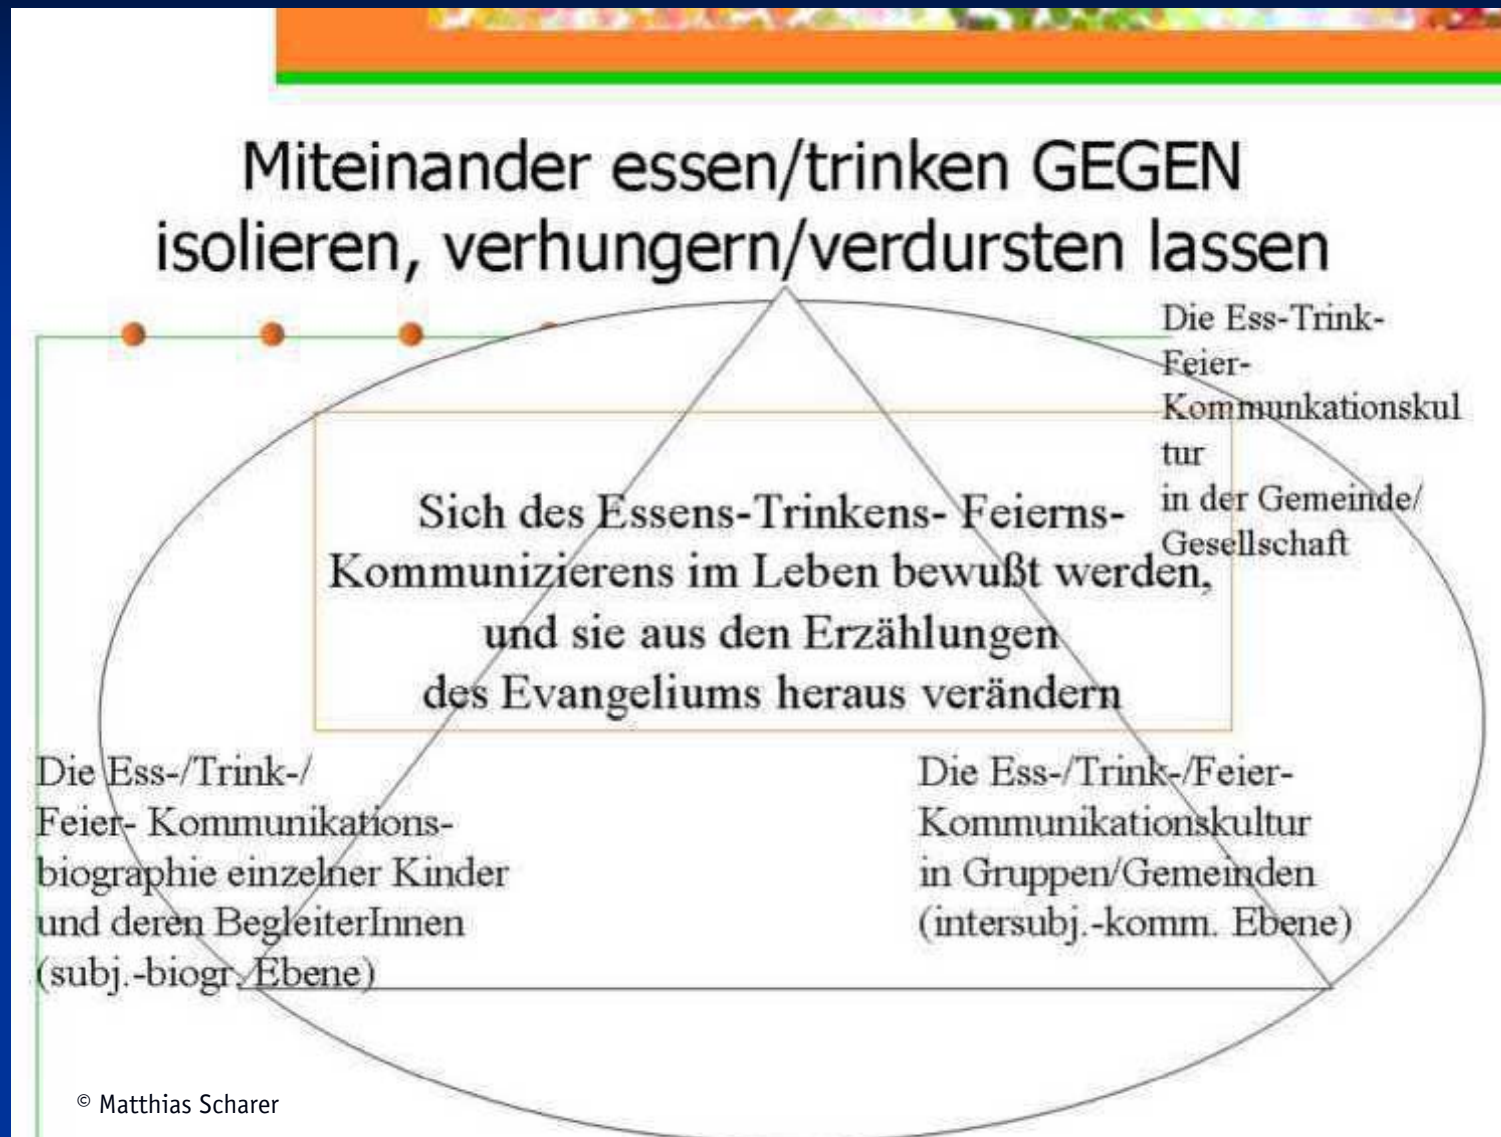 Miteinander essen/trinken GEGEN
isolieren, verhungern/verdursten lassen
Die Ess-Trink-
Feier-
Kommunkationskul
tur
in der Gemeinde/
Gesellschaft
Sich des Essens-Trinkens- Feierns-
Kommunizierens im Leben bewußt werden,
und sie aus den Erzählungen
des Evangeliums heraus verändern
Die Ess-/Trink-/
Feier- Kommunikations-
biographie einzelner Kinder
und deren BegleiterInnen
(subj.-biogr. Ebene)
Die Ess-/Trink-/Feier-
Kommunikationskultur
in Gruppen/Gemeinden
(intersubj.-komm. Ebene)
© Matthias Scharer